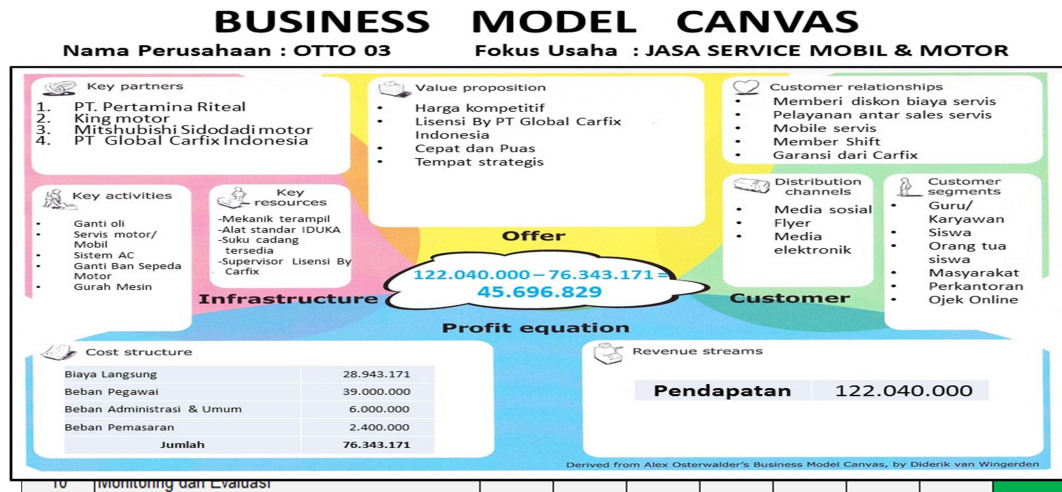 BUSINESS MODEL CANVAS
Nama Perusahaan : OTTO 03 Fokus Usaha : JASA SERVICE MOBIL & MOTOR
Key partners
1. PT. Pertamina Riteal
2. King motor
3. Mitshubishi Sidodadi motor
4. PT Global Carfix Indonesia
Value proposition
• Harga kompetitif
• Lisensi By PT Global Carfix
Indonesia
• Cepat dan Puas
• Tempat strategis
Customer relationships
• Memberi diskon biaya servis
• Pelayanan antar sales servis
• Mobile servis
• Member Shift
• Garansi dari Carfix
Key activities
• Ganti oli
• Servis motor/
Mobil
• Sistem AC
• Ganti Ban Sepeda
Motor
• Gurah Mesin
Key
resources
-Mekanik terampil
-Alat standar IDUKA
-Suku cadang
tersedia
-Supervisor Lisensi By
Carfix
Distribution
channels
• Media sosial
• Flyer
• Media
elektronik
Customer
segments
• Guru/
Karyawan
• Siswa
• Orang tua
siswa
• Masyarakat
• Perkantoran
• Ojek Online
Offer
122.040.000 – 76.343.171 =
45.696.829
Infrastructure
Customer
Profit equation
Cost structure
Biaya Langsung 28.943.171
Beban Pegawai 39.000.000
Beban Administrasi & Umum 6.000.000
Beban Pemasaran 2.400.000
Jumlah 76.343.171
Revenue streams
Pendapatan 122.040.000
Derived from Alex Osterwalder's Business Model Canvas, by Diderik van Wingerden
10 Monitoring dan Evaluasi